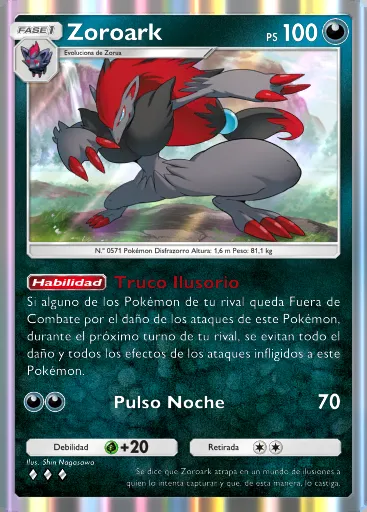 FASE 1
Zoroark
PS 100
Evoluciona de Zorua
N.º 0571 Pokémon Disfrazorro Altura: 1,6 m Peso: 81,1 kg
Habilidad Truco Ilusorio
Si alguno de los Pokémon de tu rival queda Fuera de
Combate por el daño de los ataques de este Pokémon,
durante el próximo turno de tu rival, se evitan todo el
daño y todos los efectos de los ataques infligidos a este
Pokémon.
Pulso Noche 70
Debilidad +20
Retirada
Ilus. Shin Nagasawa
Se dice que Zoroark atrapa en un mundo de ilusiones a
quien lo intenta capturar y que, de esta manera, lo castiga.